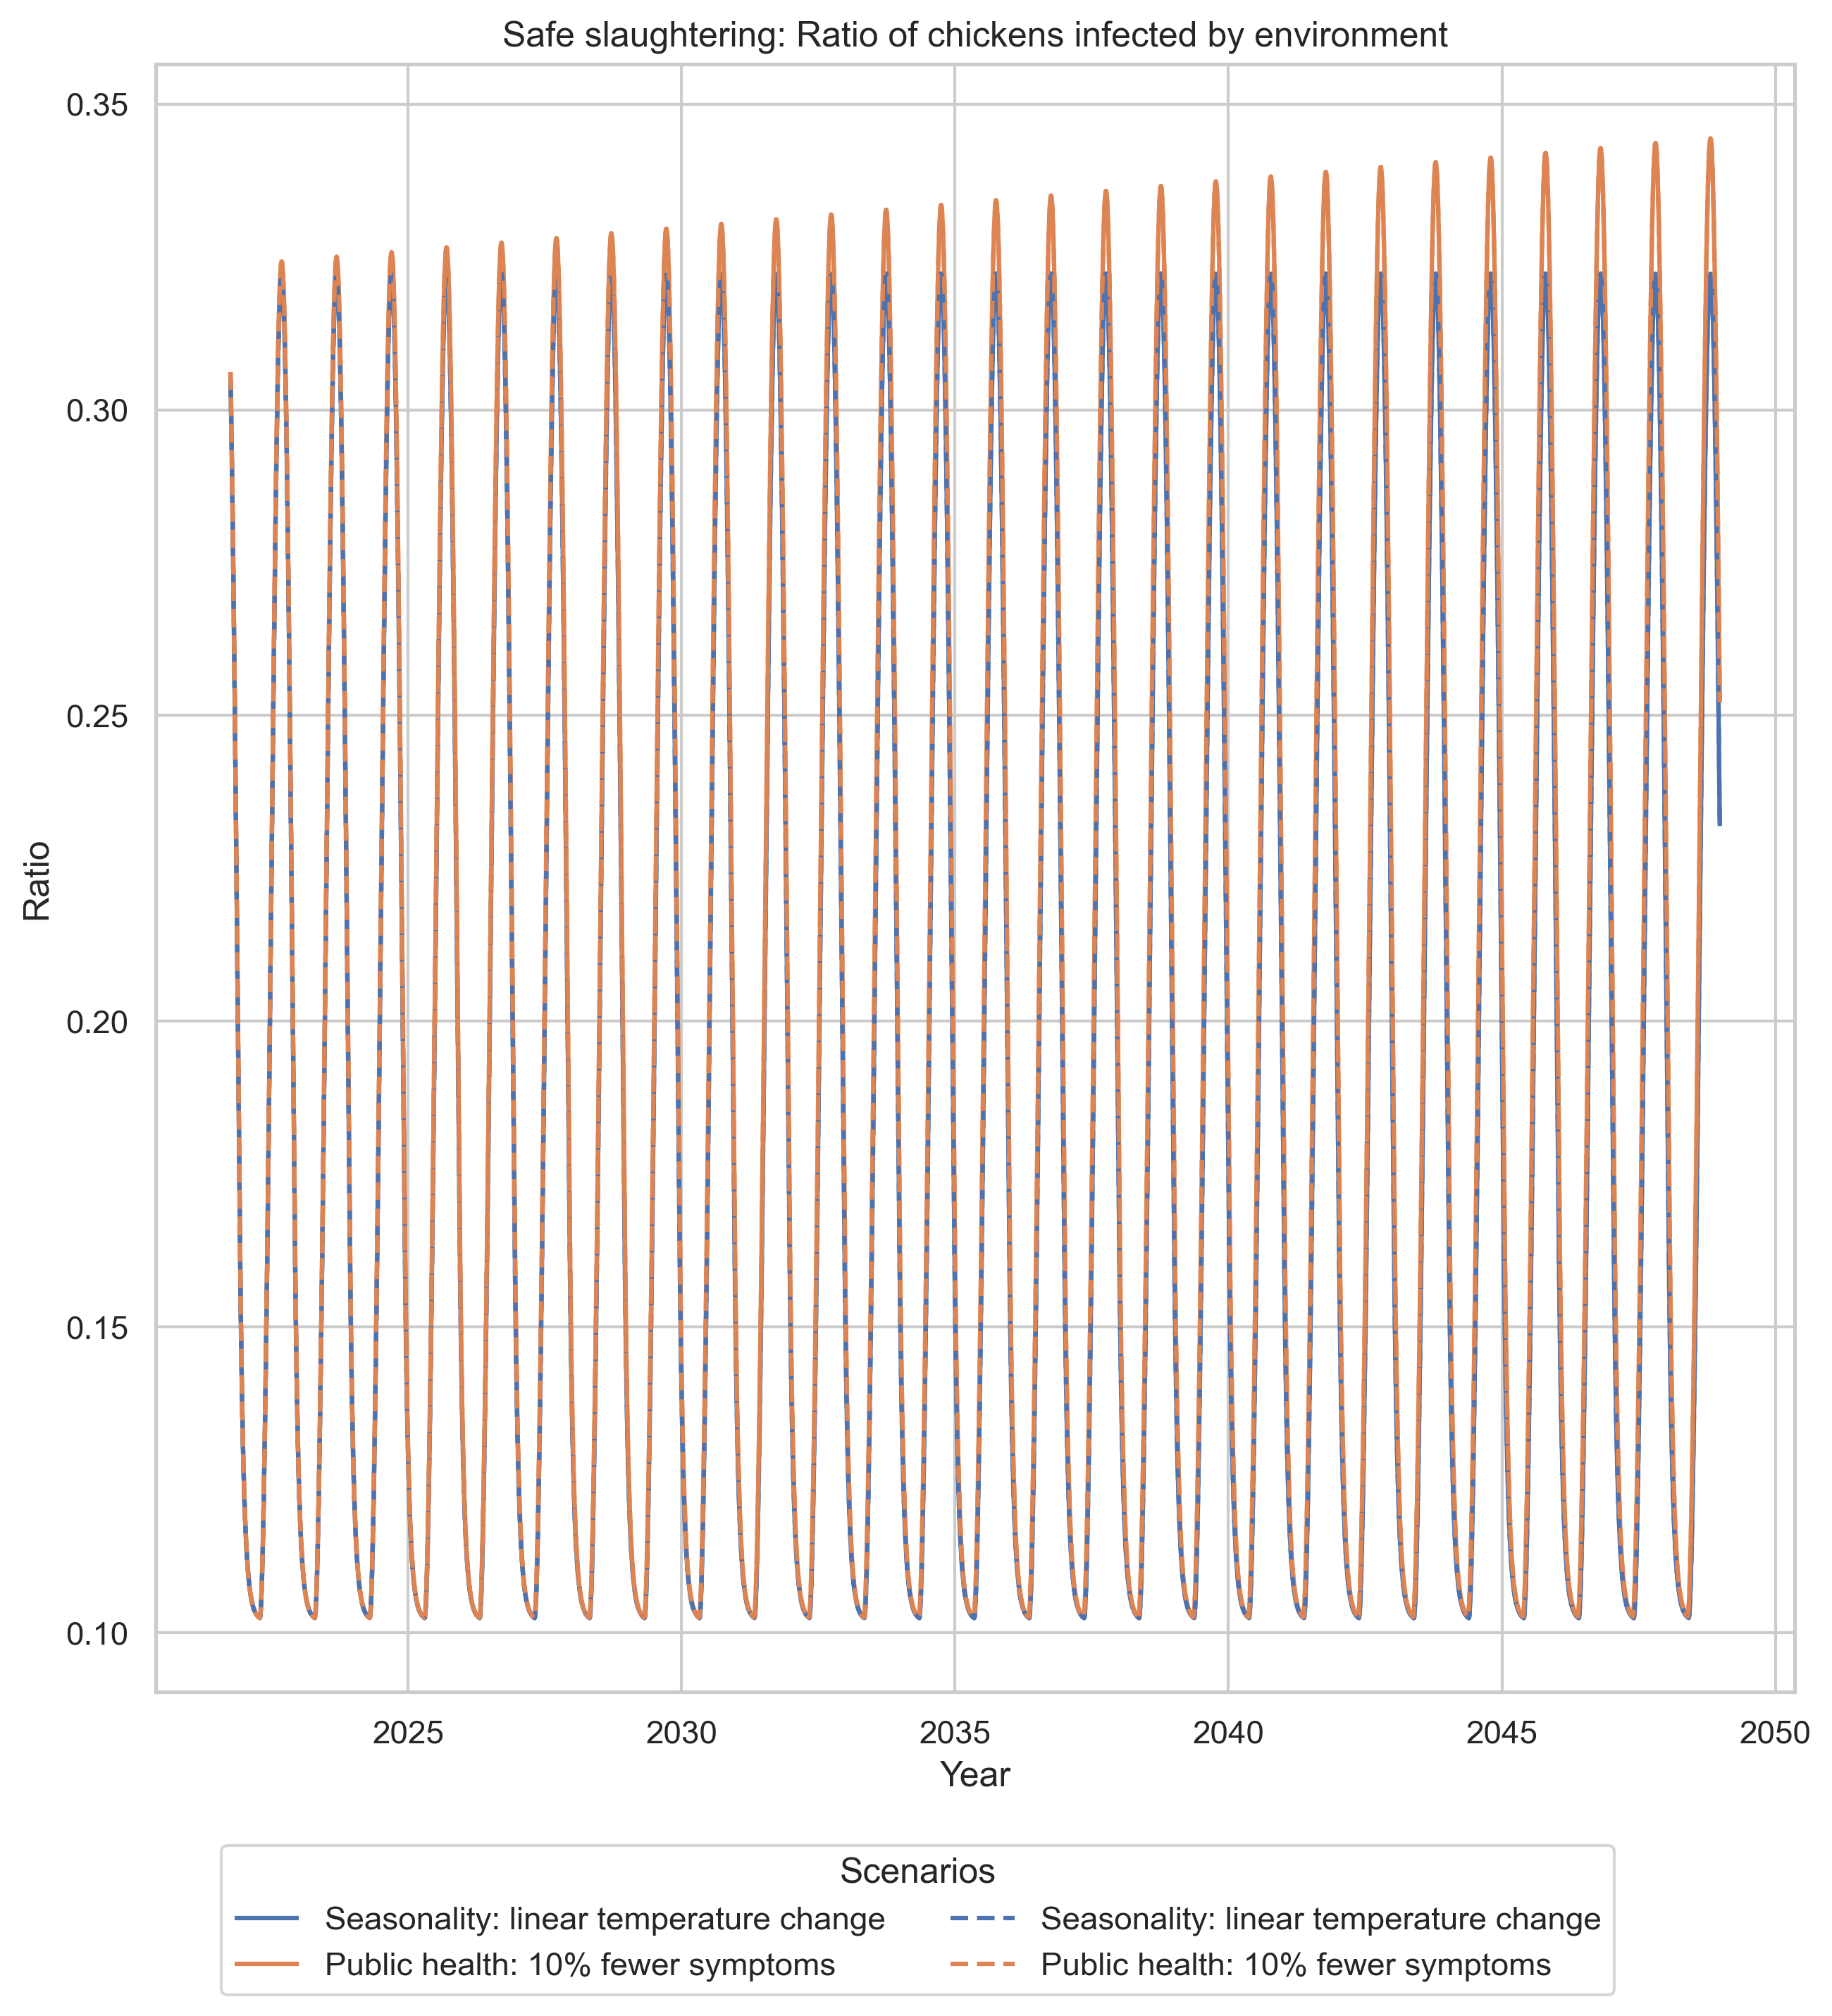 Safe slaughtering: Ratio of chickens infected by environment
0.35
0.30
0.25
0.20
0.15
0.10
Ratio
2025 2030 2035 2040 2045 2050
Year
Scenarios
Seasonality: linear temperature change Seasonality: linear temperature change
Public health: 10% fewer symptoms Public health: 10% fewer symptoms